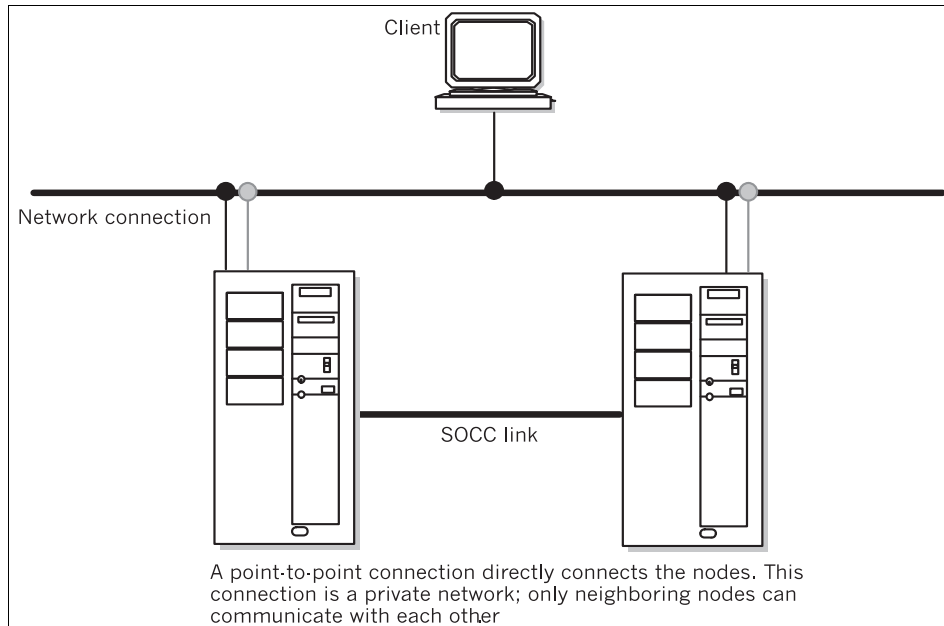 Client
Network connection
SOCC link
A point-to-point connection directly connects the nodes. This
connection is a private network; only neighboring nodes can
communicate with each other